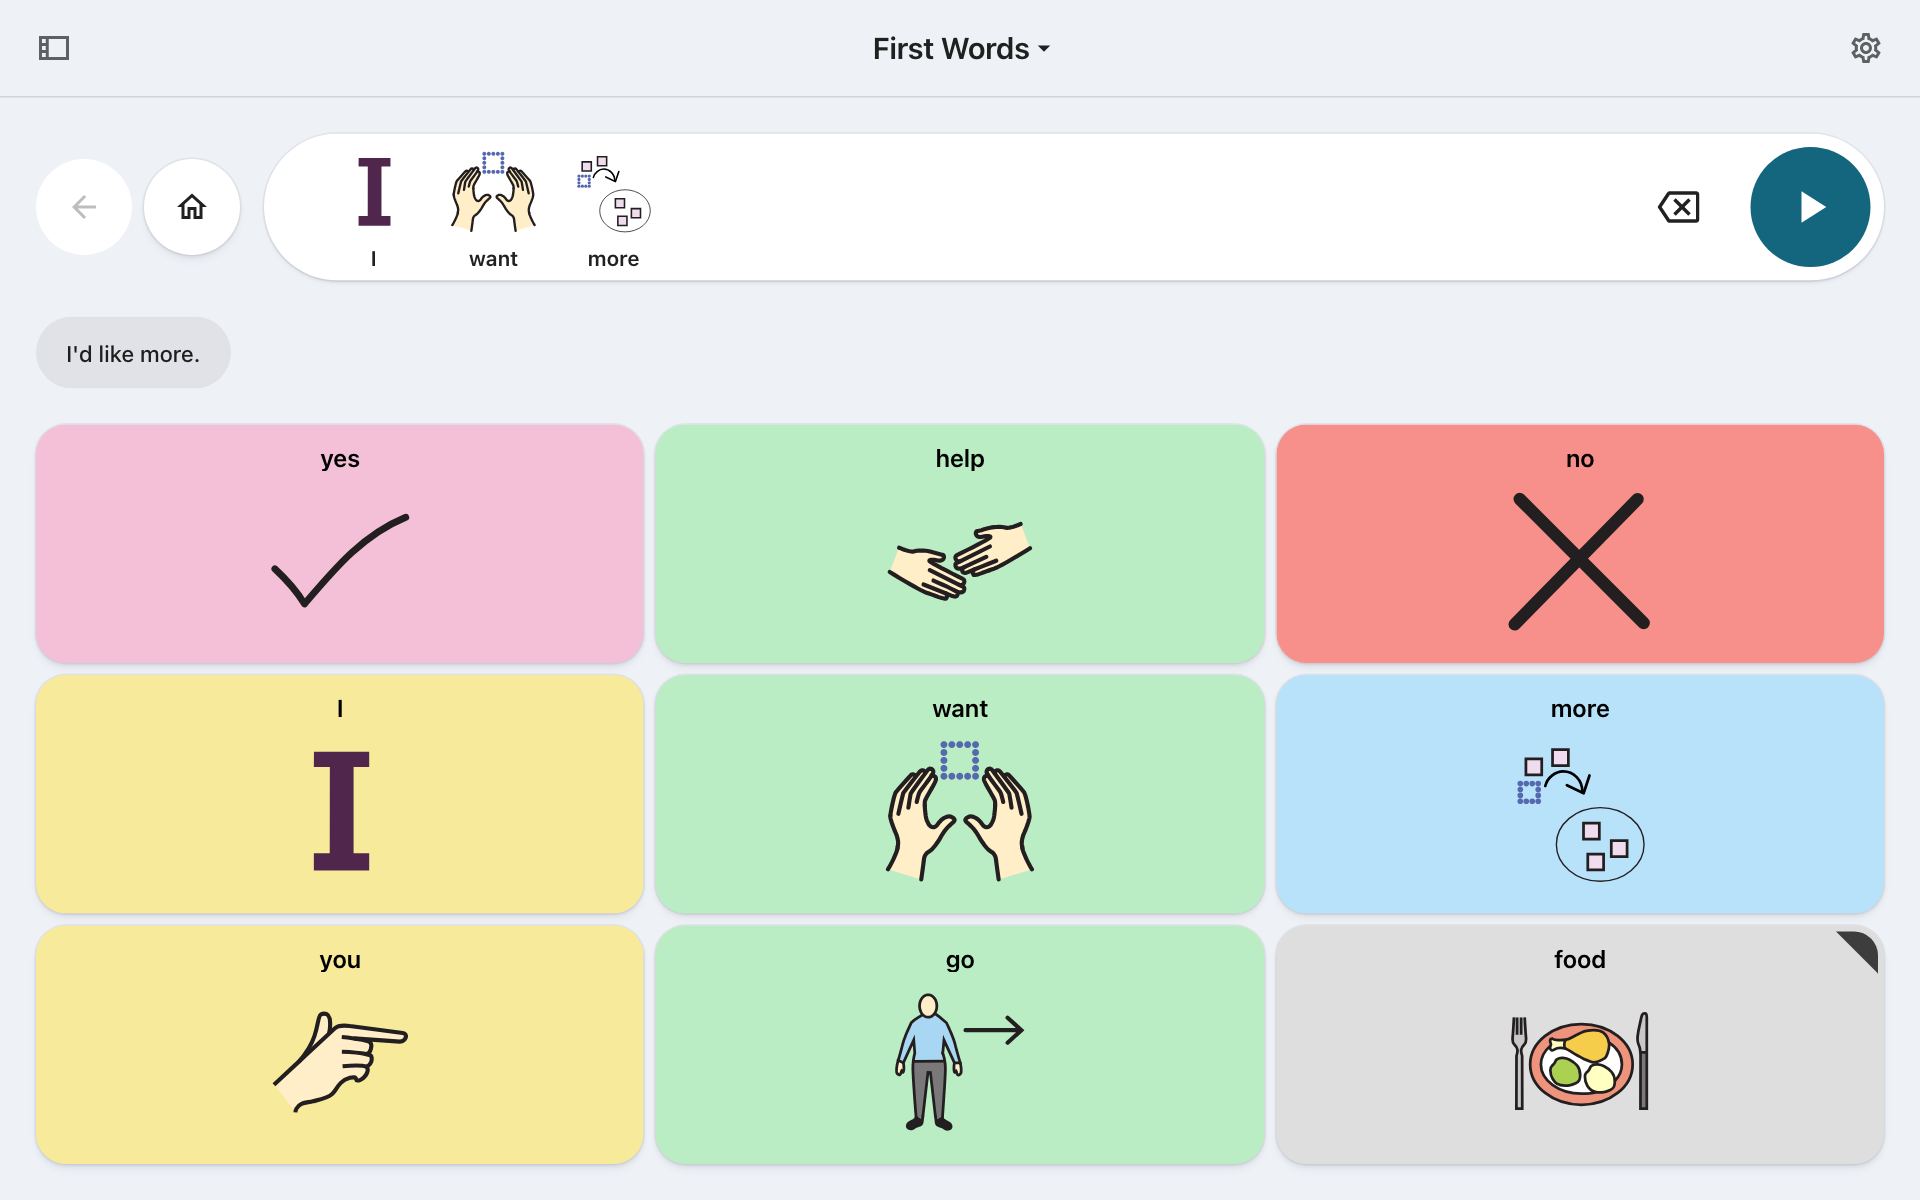 First Words
I want more
I'd like more.
yes help no
I want more
you go food